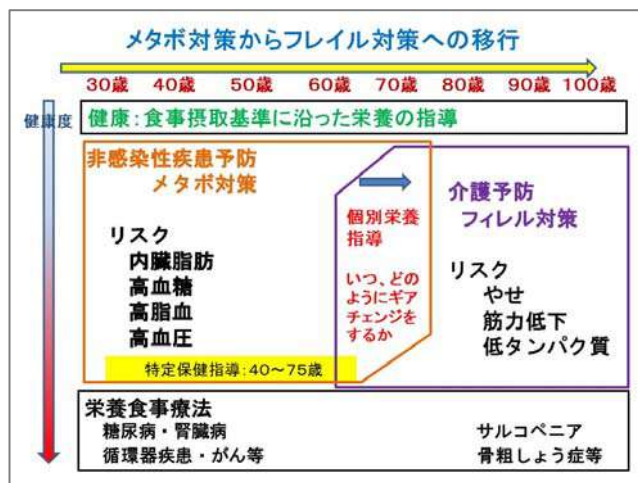 メタボ対策からフレイル対策への移行
30歳 40歳 50歳 60歳 70歳 80歳 90歳 100歳
健康度
健康：食事摂取基準に沿った栄養の指導
非感染性疾患予防
メタボ対策
リスク
内臓脂肪
高血糖
高脂血
高血圧
特定保健指導：40～75歳
個別栄養
指導
いつ、どの
ようにギア
チェンジを
するか
介護予防
フィレル対策
リスク
やせ
筋力低下
低タンパク質
栄養食事療法
糖尿病・腎臓病
循環器疾患・がん等
サルコペニア
骨粗しょう症等